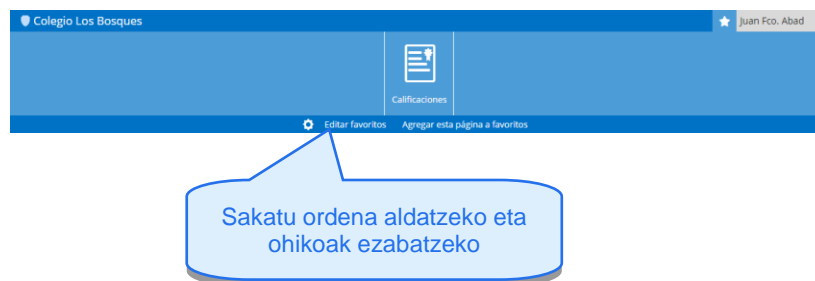 Colegio Los Bosques
Juan Fco. Abad
Calificaciones
Editar favoritos Agregar esta página a favoritos
Sakatu ordena aldatzeko eta
ohikoak ezabatzeko